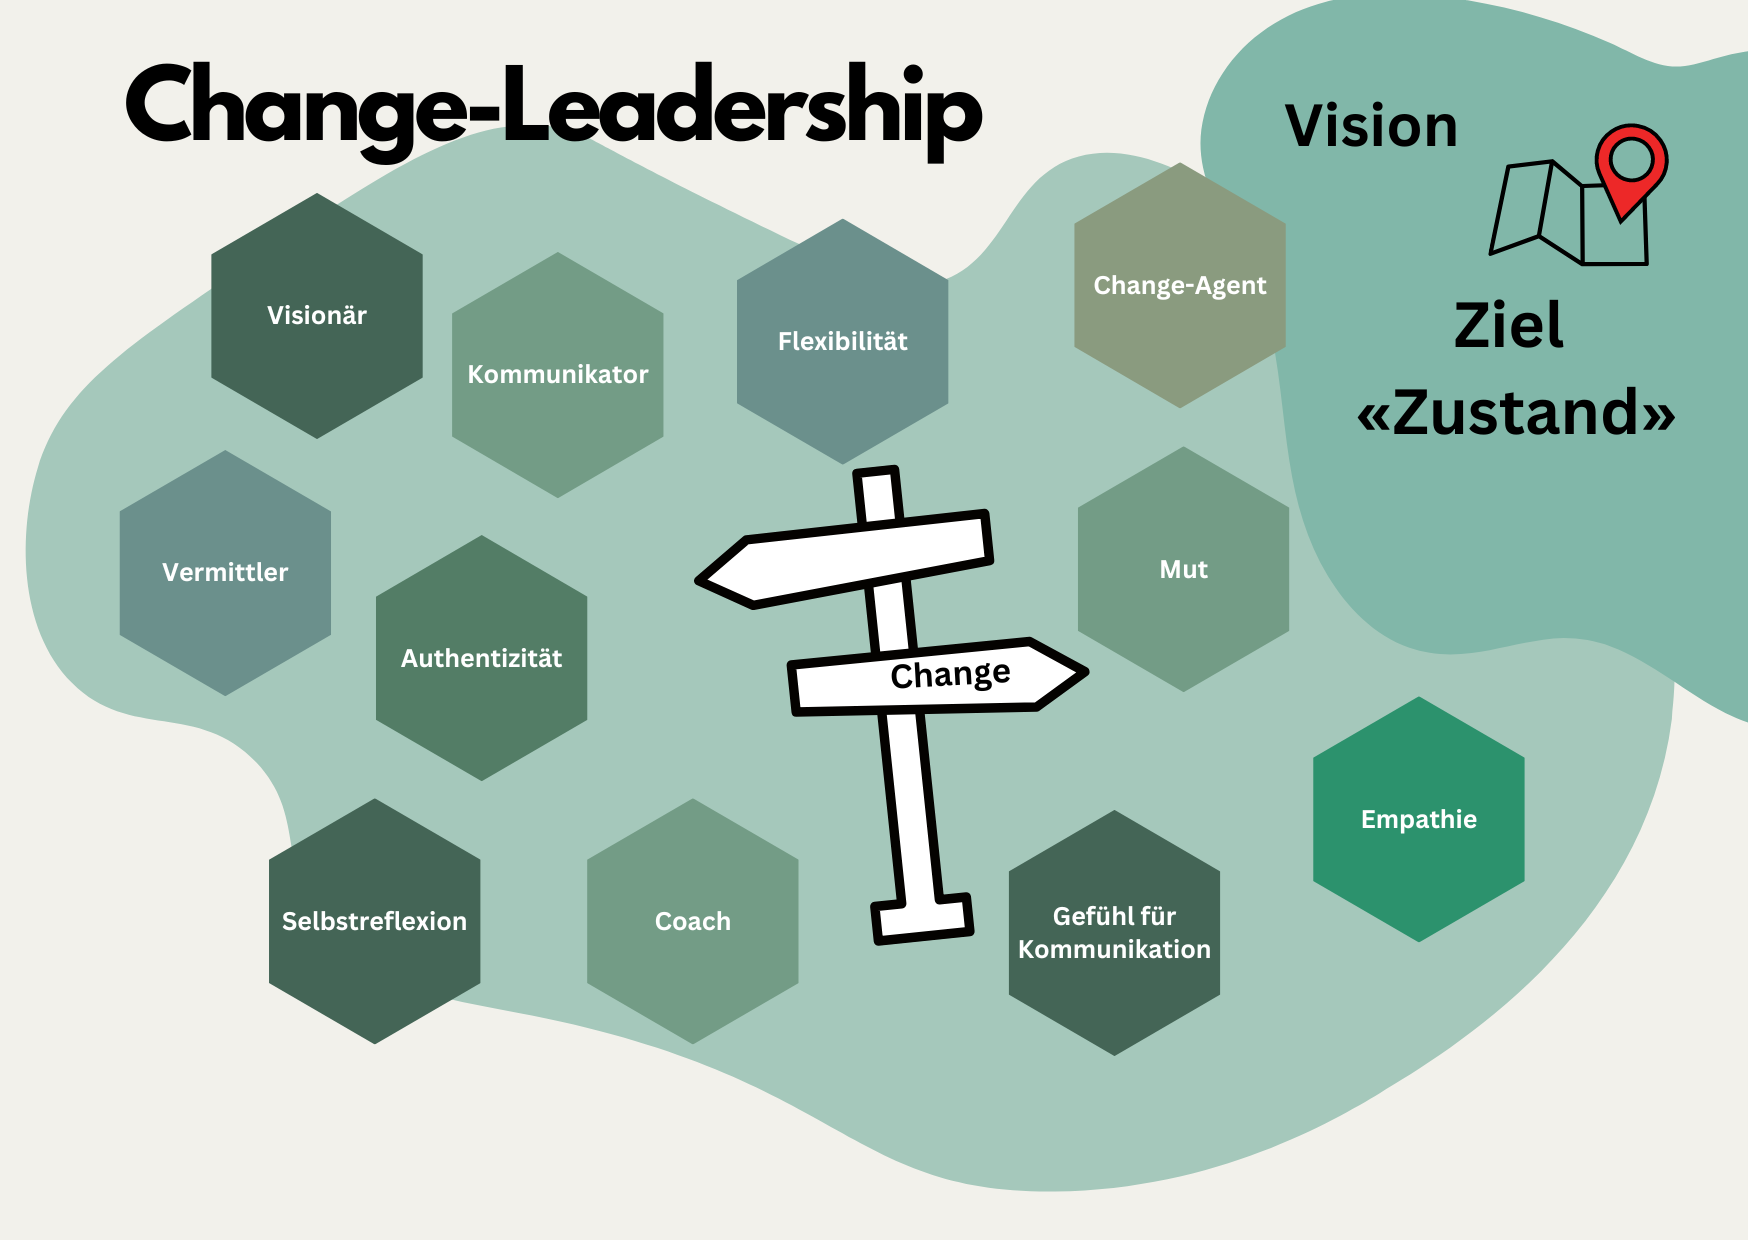 Change-Leadership
Vision
Ziel
«Zustand»
Visionär
Kommunikator
Flexibilität
Change-Agent
Vermittler
Authentizität
Mut
Change
Selbstreflexion
Coach
Gefühl für
Kommunikation
Empathie